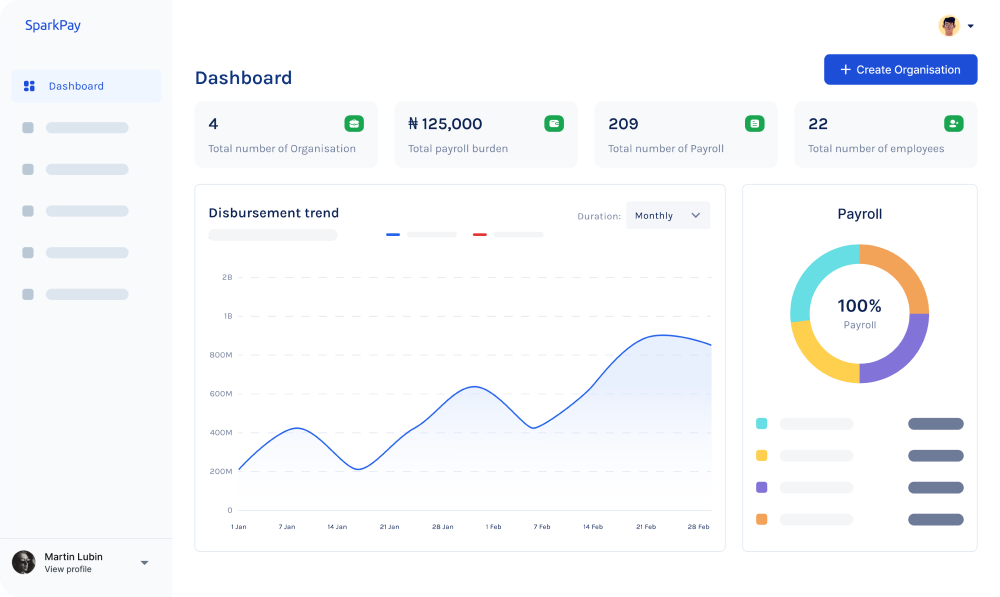 SparkPay
Dashboard
Martin Lubin
View profile
Dashboard
+ Create Organisation
4
Total number of Organisation
₦ 125,000
Total payroll burden
209
Total number of Payroll
22
Total number of employees
Disbursement trend
Duration: Monthly
2B
1B
800M
600M
400M
200M
0
1 Jan 7 Jan 14 Jan 21 Jan 28 Jan 1 Feb 7 Feb 14 Feb 21 Feb 28 Feb
Payroll
100%
Payroll